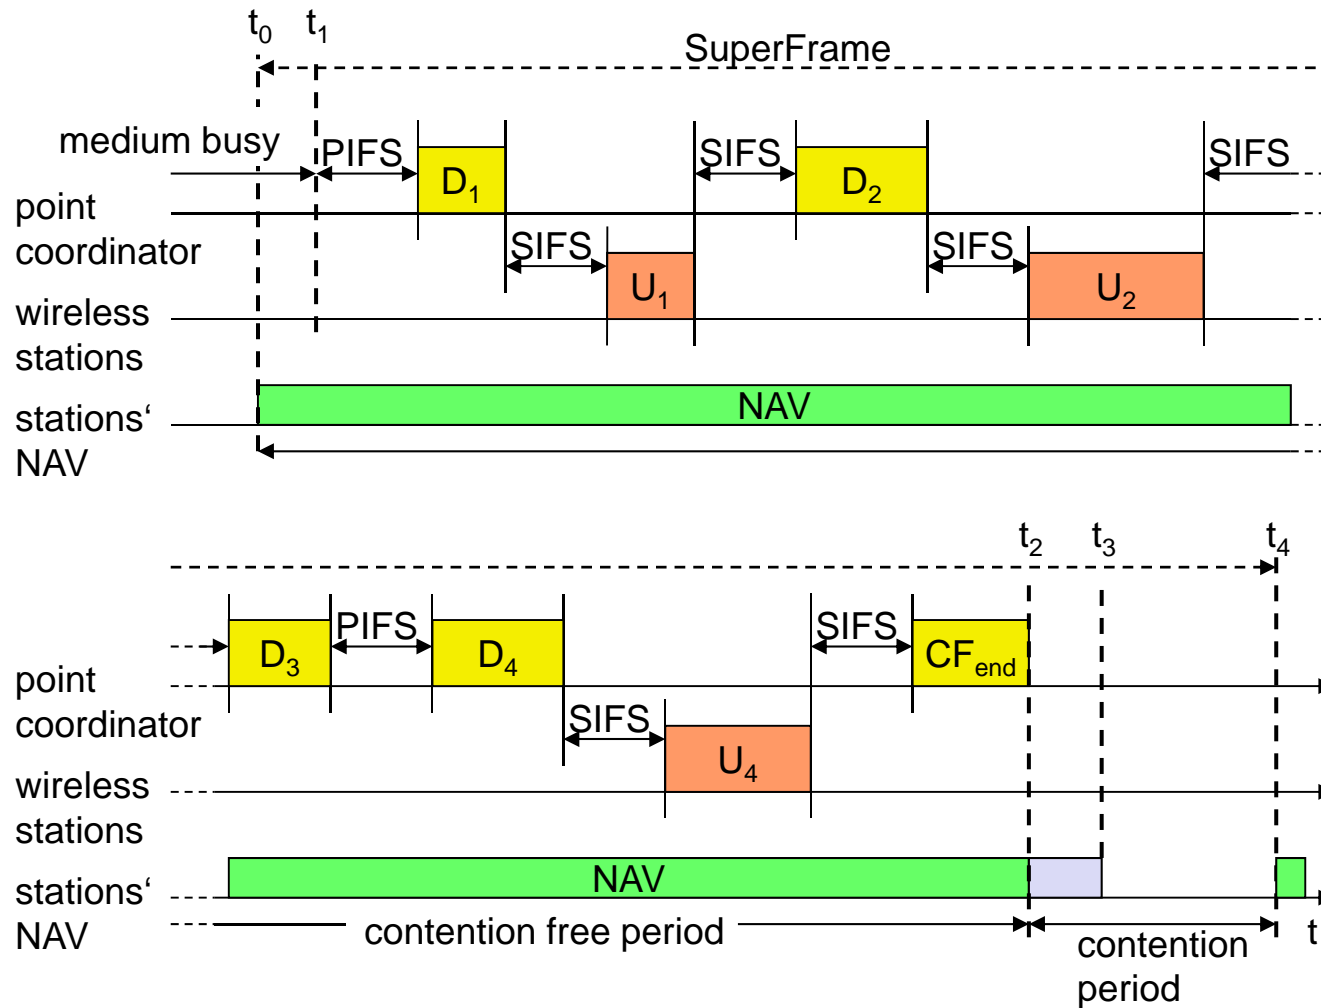 t0 t1
SuperFrame
medium busy
PIFS D1 SIFS D2 SIFS
point
coordinator
SIFS U1 SIFS U2
wireless
stations
stations‘
NAV
NAV
t2 t3 t4
D3 PIFS D4 SIFS CFend
point
coordinator
SIFS U4
wireless
stations
stations‘
NAV
NAV
contention free period
contention
period
t